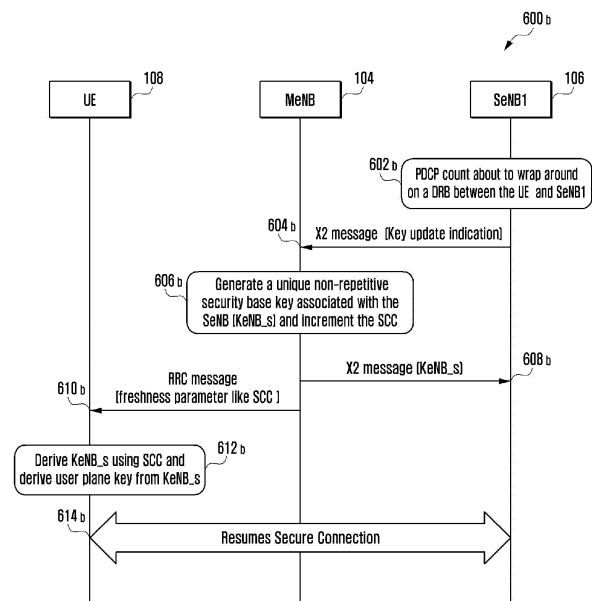 600 b
UE
108
MeNB
104
SeNB1
106
602 b
PDCP count about to wrap around
on a DRB between the UE and SeNB1
604 b
X2 message [Key update indication]
606 b
Generate a unique non-repetitive
security base key associated with the
SeNB [KeNB_s] and increment the SCC
X2 message [KeNB_s]
608 b
RRC message
[freshness parameter like SCC ]
610 b
612 b
Derive KeNB_s using SCC and
derive user plane key from KeNB_s
614 b
Resumes Secure Connection